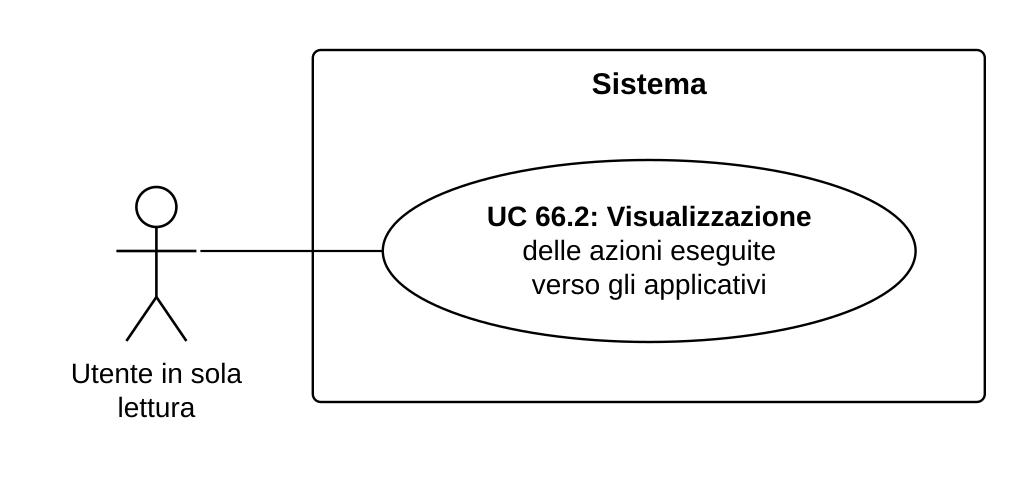 Sistema
UC 66.2: Visualizzazione
delle azioni eseguite
verso gli applicativi
Utente in sola
lettura